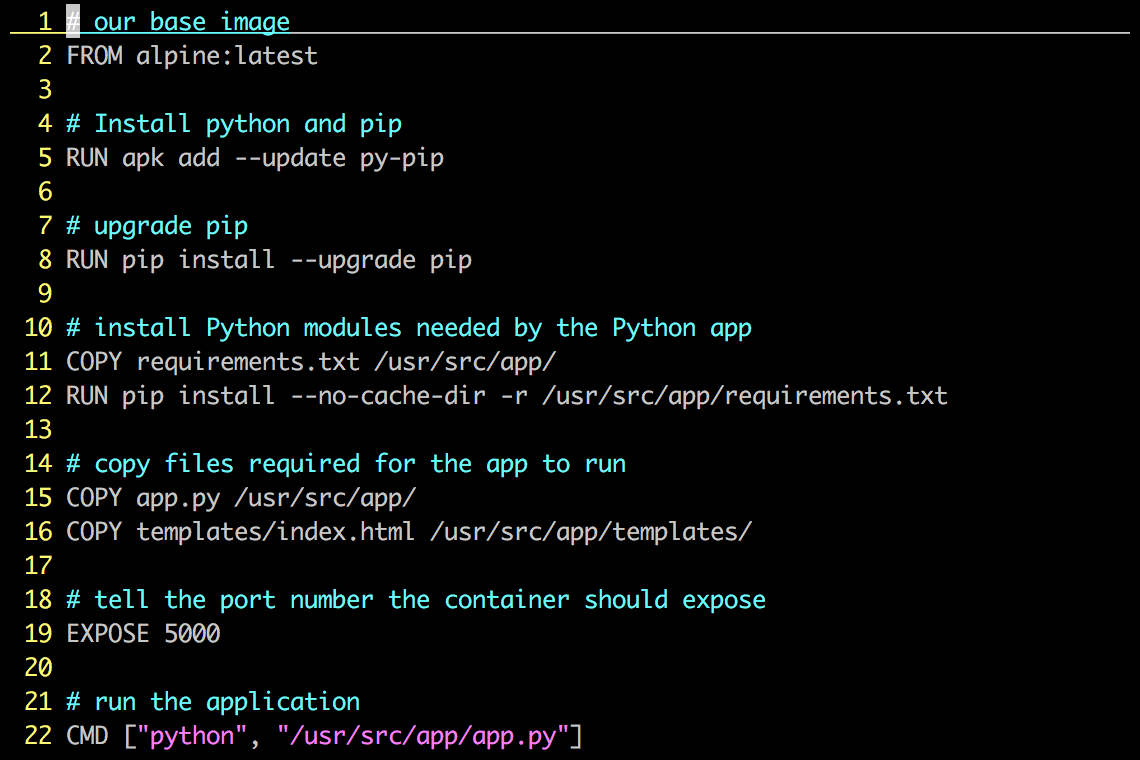 1 # our base image
2 FROM alpine:latest
3
4 # Install python and pip
5 RUN apk add --update py-pip
6
7 # upgrade pip
8 RUN pip install --upgrade pip
9
10 # install Python modules needed by the Python app
11 COPY requirements.txt /usr/src/app/
12 RUN pip install --no-cache-dir -r /usr/src/app/requirements.txt
13
14 # copy files required for the app to run
15 COPY app.py /usr/src/app/
16 COPY templates/index.html /usr/src/app/templates/
17
18 # tell the port number the container should expose
19 EXPOSE 5000
20
21 # run the application
22 CMD ["python", "/usr/src/app/app.py"]